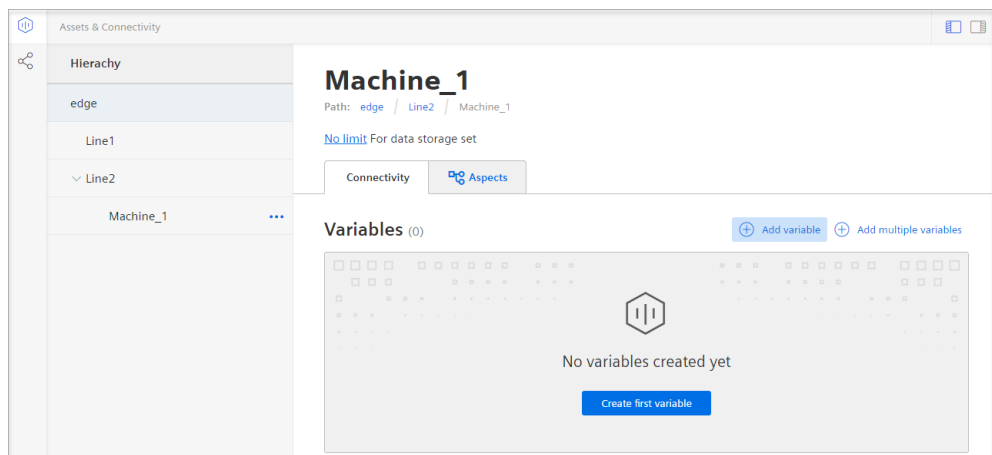 Assets & Connectivity
Hierachy
edge
Line1
Line2
Machine_1
Machine_1
Path: edge / Line2 / Machine_1
No limit For data storage set
Connectivity Aspects
Variables (0) Add variable Add multiple variables
No variables created yet
Create first variable